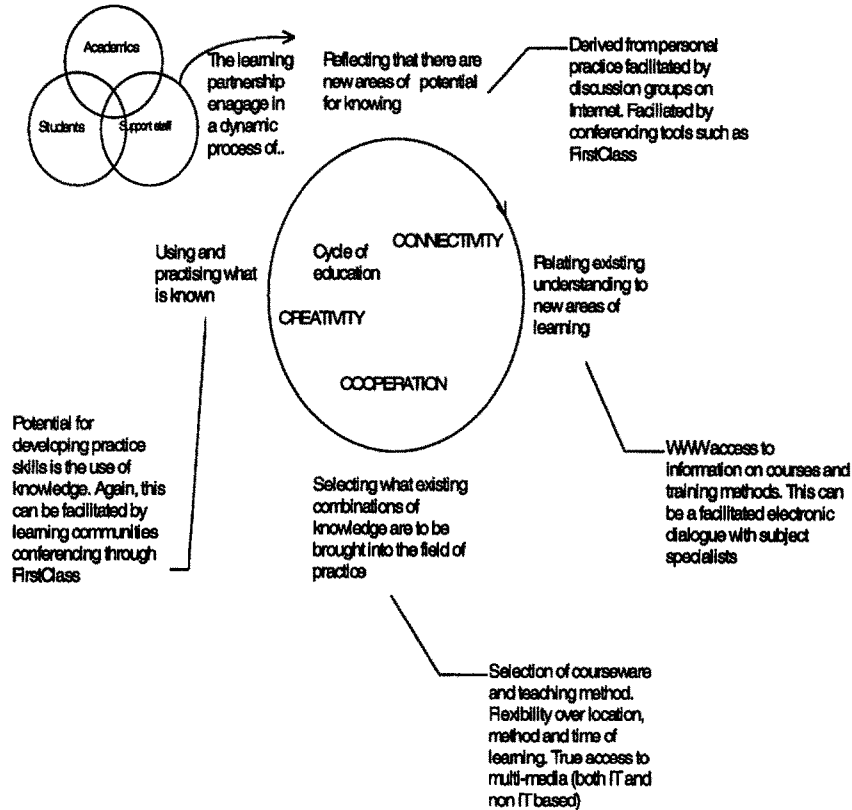 Academics
Students
Support staff
The learning
partnership
enagage in
a dynamic
process of..
Reflecting that there are
new areas of potential
for knowing
Derived from personal
practice facilitated by
discussion groups on
Internet. Faciliated by
conferencing tools such as
FirstClass
Using and
practising what
is known
Cycle of
education
CONNECTIVITY
CREATIVITY
COOPERATION
Relating existing
understanding to
new areas of
learning
Potential for
developing practice
skills is the use of
knowledge. Again, this
can be facilitated by
learning communities
conferencing through
FirstClass
Selecting what existing
combinations of
knowledge are to be
brought into the field of
practice
WWW access to
information on courses and
training methods. This can
be a facilitated electronic
dialogue with subject
specialists
Selection of courseware
and teaching method.
Flexibility over location,
method and time of
learning. True access to
multi-media (both IT and
non IT based)